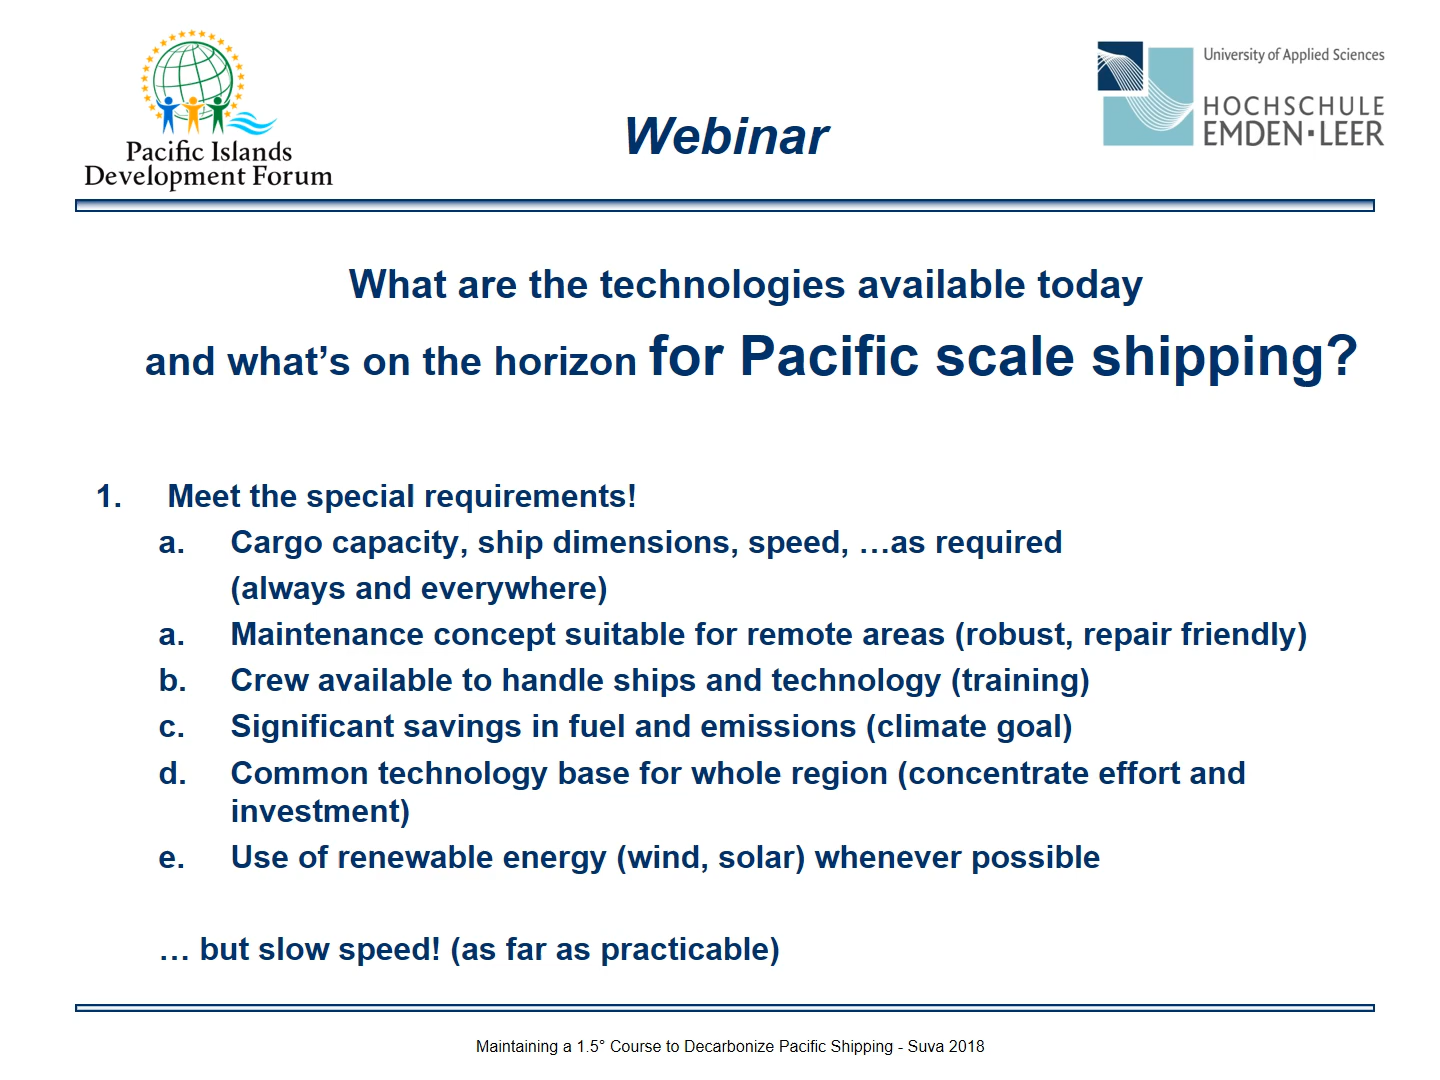 Pacific Islands
Development Forum
Webinar
University of Applied Sciences
HOCHSCHULE
EMDEN·LEER
What are the technologies available today
and what's on the horizon for Pacific scale shipping?
1. Meet the special requirements!
a. Cargo capacity, ship dimensions, speed, …as required
(always and everywhere)
a. Maintenance concept suitable for remote areas (robust, repair friendly)
b. Crew available to handle ships and technology (training)
c. Significant savings in fuel and emissions (climate goal)
d. Common technology base for whole region (concentrate effort and
investment)
e. Use of renewable energy (wind, solar) whenever possible
… but slow speed! (as far as practicable)
Maintaining a 1.5° Course to Decarbonize Pacific Shipping - Suva 2018